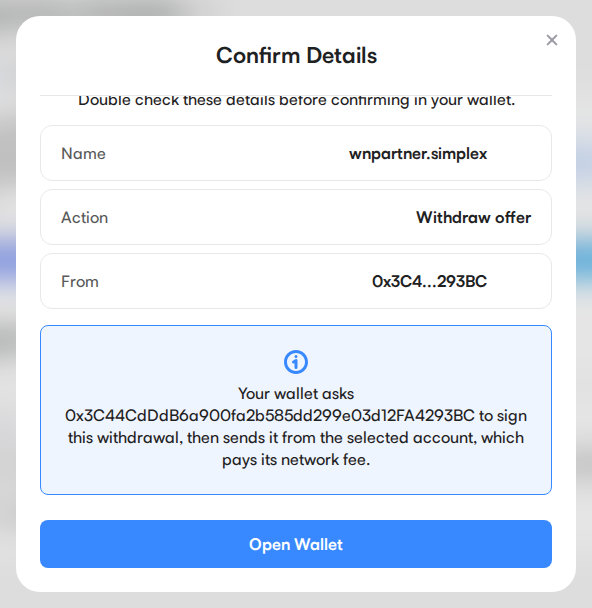 Confirm Details
Double check these details before confirming in your wallet.
Name wnpartner.simplex
Action Withdraw offer
From 0x3C4...293BC
Your wallet asks
0x3C44CdDdB6a900fa2b585dd299e03d12FA4293BC to sign
this withdrawal, then sends it from the selected account, which
pays its network fee.
Open Wallet